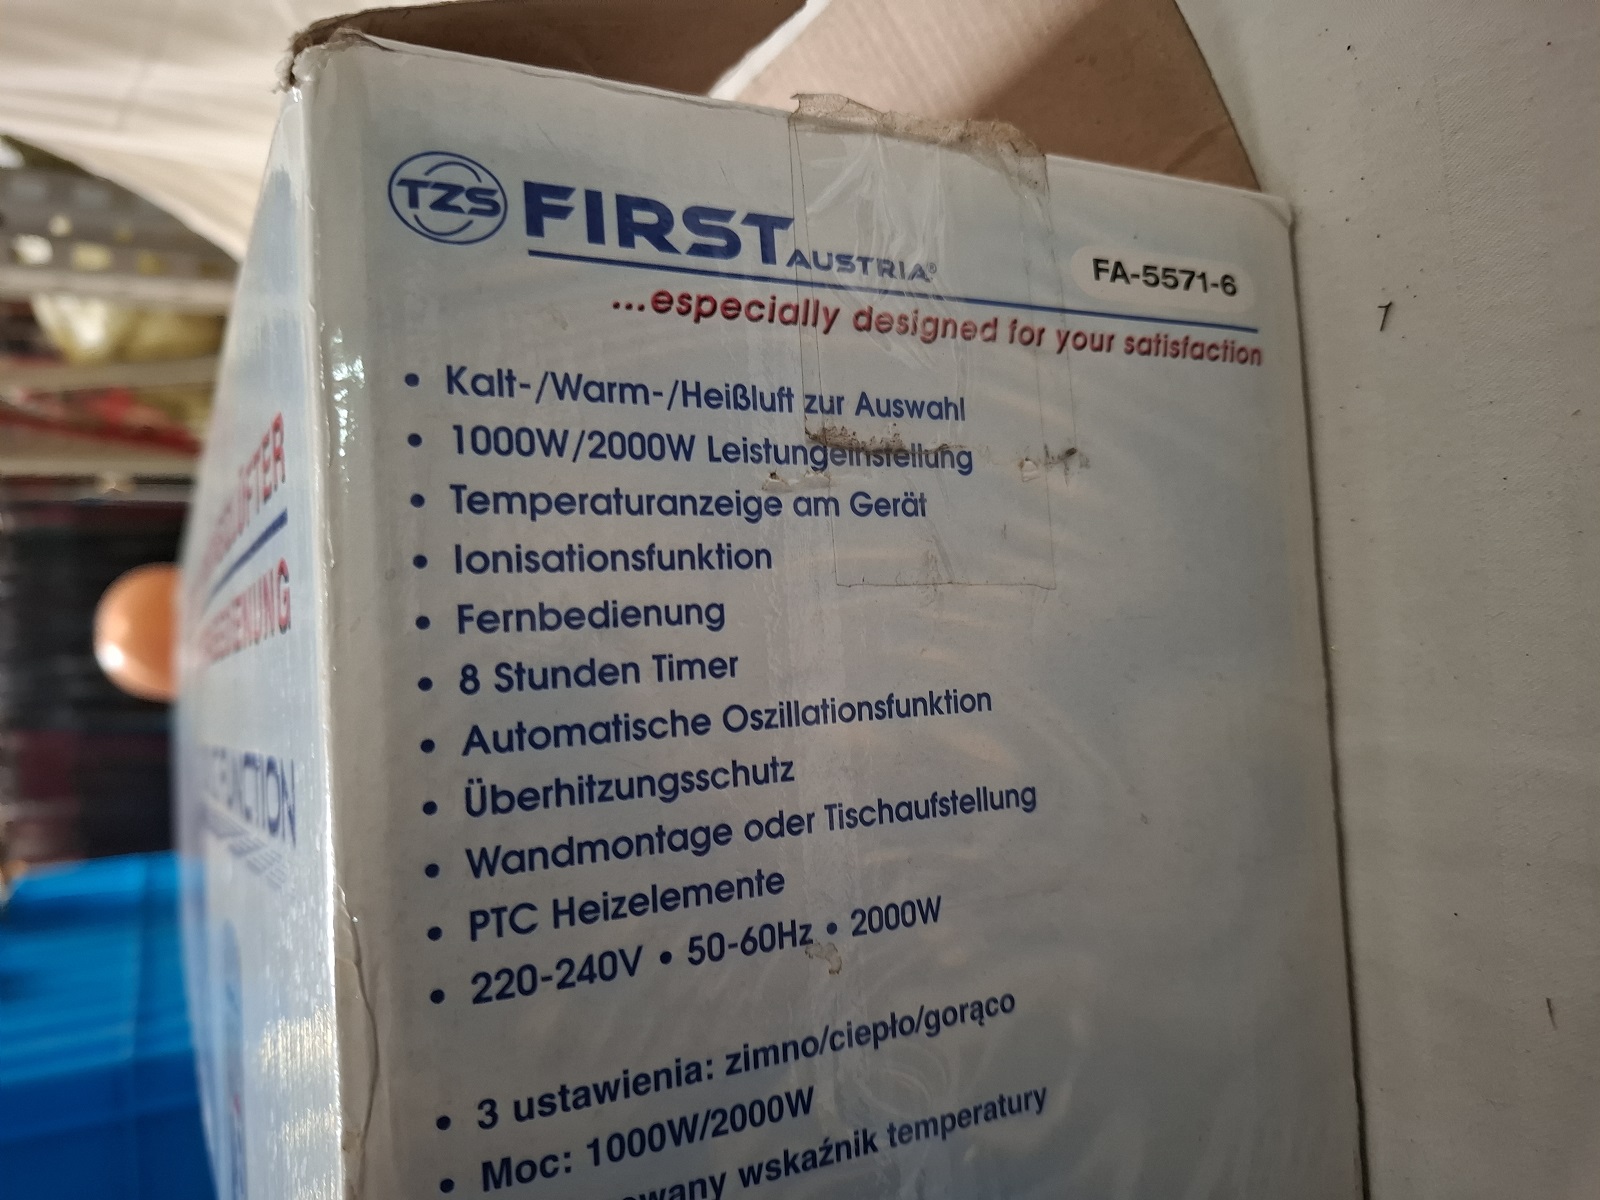 TZS FIRST AUSTRIA®
FA-5571-6
...especially designed for your satisfaction
• Kalt-/Warm-/Heißluft zur Auswahl
• 1000W/2000W Leistungeinstellung
• Temperaturanzeige am Gerät
• Ionisationsfunktion
• Fernbedienung
• 8 Stunden Timer
• Automatische Oszillationsfunktion
• Überhitzungsschutz
• Wandmontage oder Tischaufstellung
• PTC Heizelemente
• 220-240V • 50-60Hz • 2000W
• 3 ustawienia: zimno/ciepło/gorąco
• Moc: 1000W/2000W
wskaźnik temperatury